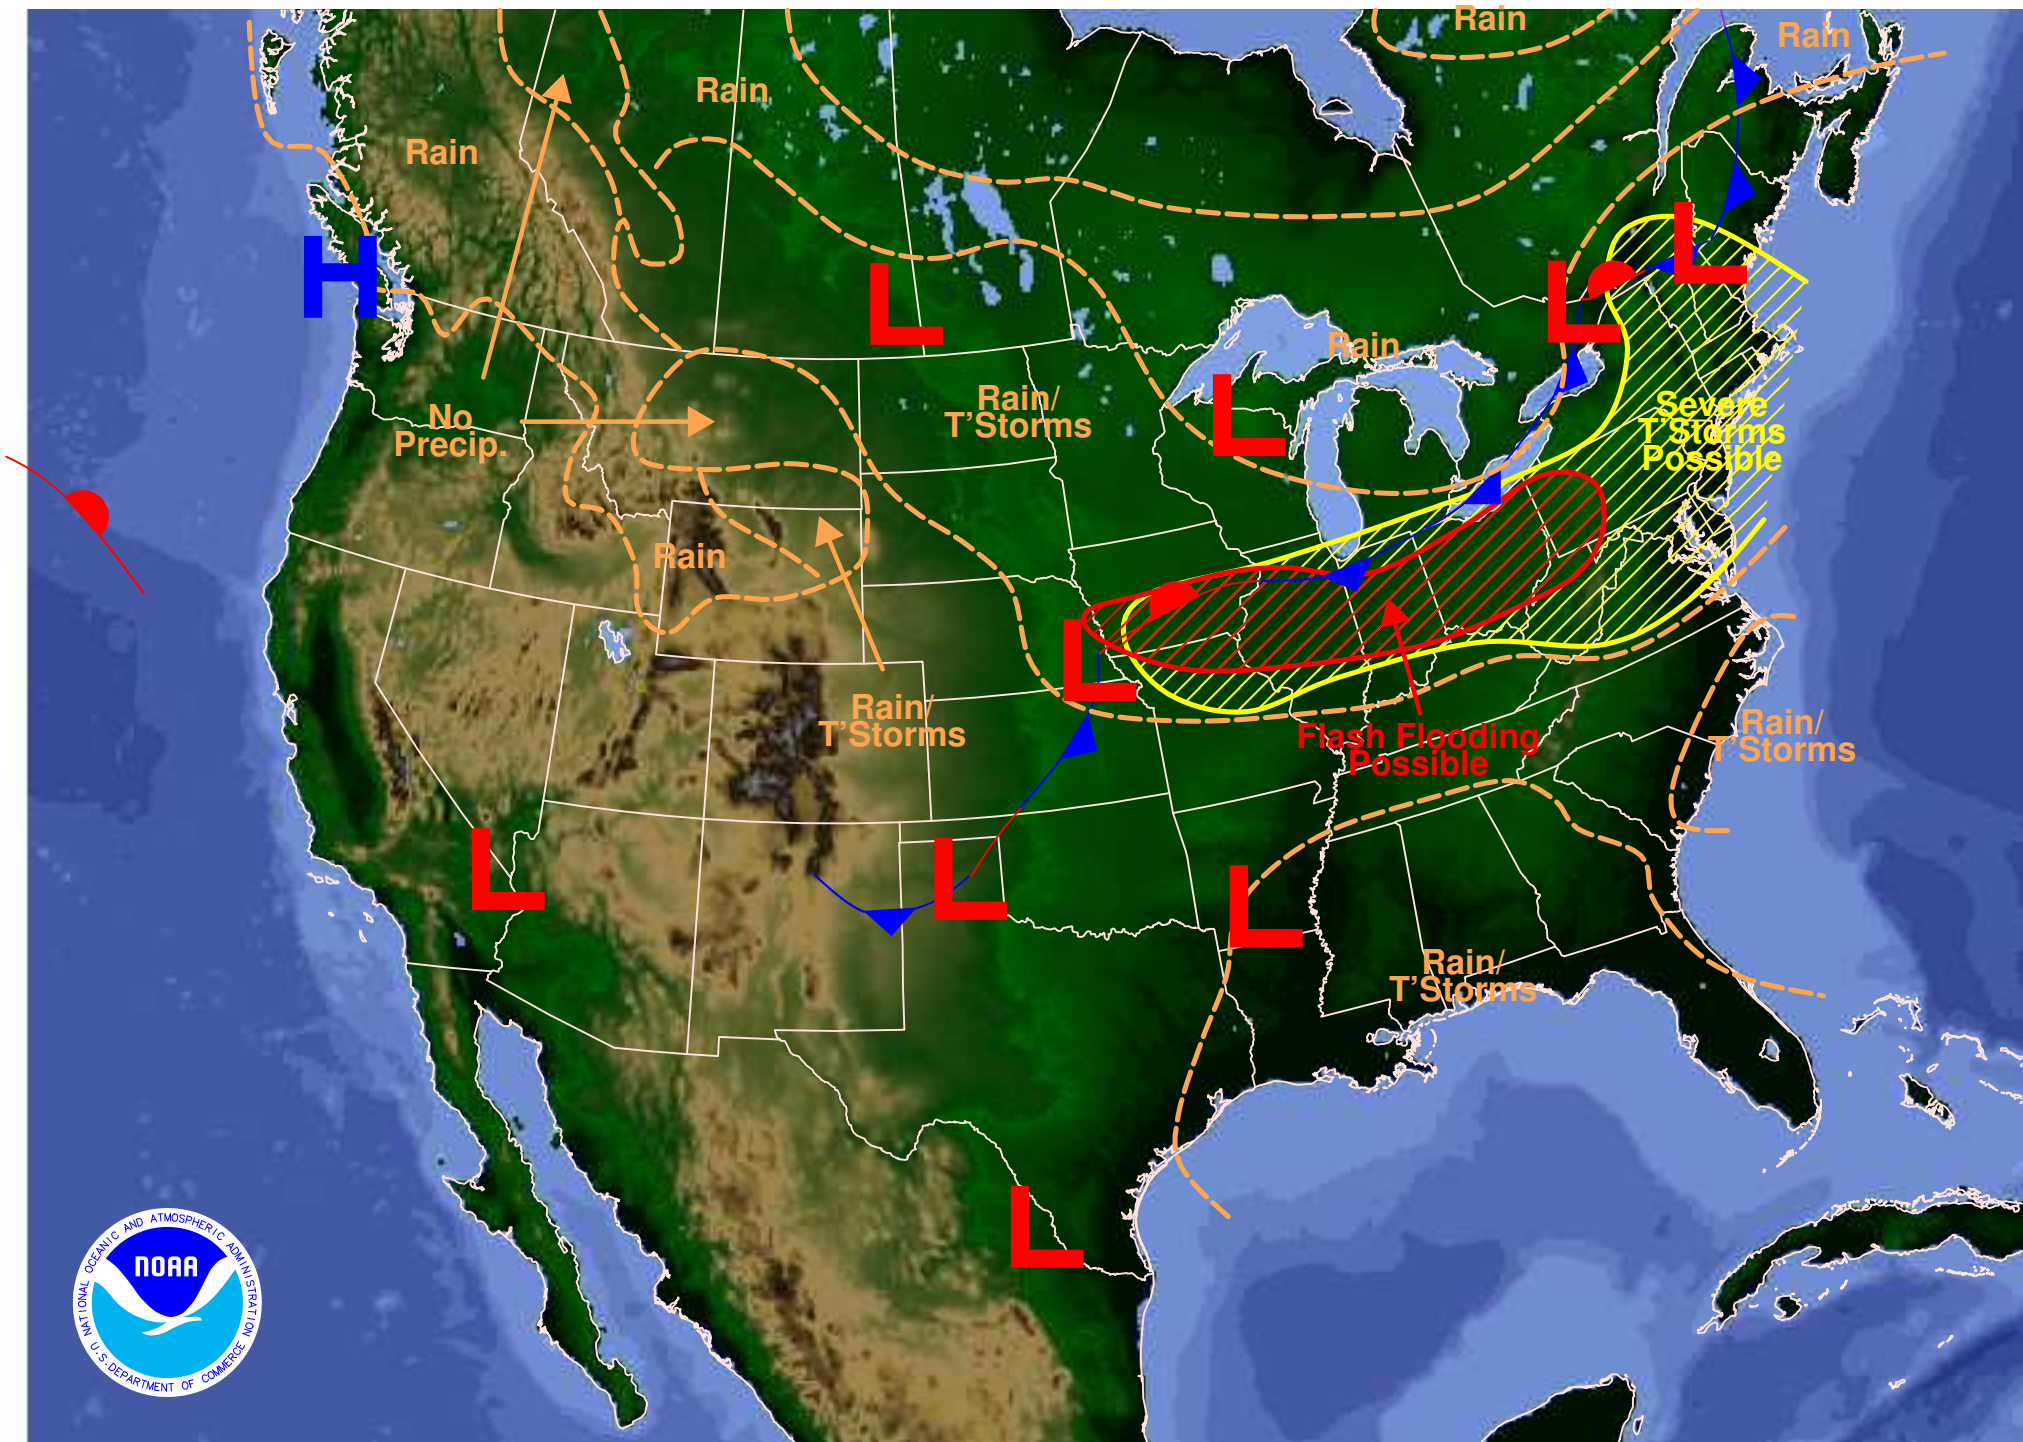 Rain
Rain
Rain
Rain
H
L
L
L
Rain
L
No
Precip.
Rain/
T'Storms
Severe
T'Storms
Possible
Rain
L
Rain/
T'Storms
Flash Flooding
Possible
Rain/
T'Storms
L
L
L
Rain/
T'Storms
L
NATIONAL OCEANIC AND ATMOSPHERIC ADMINISTRATION
NOAA
U.S. DEPARTMENT OF COMMERCE